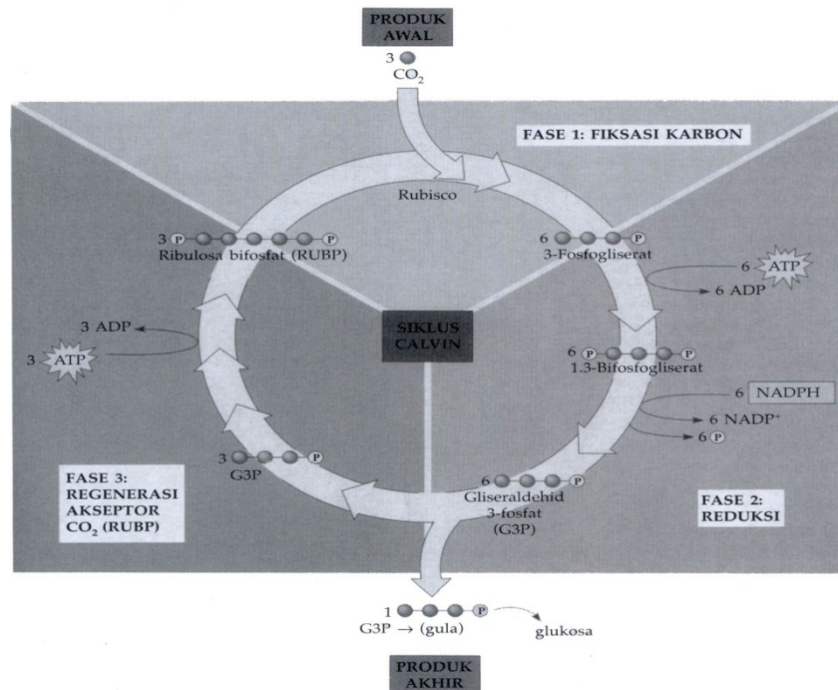 PRODUK
AWAL
3
CO₂
FASE 1: FIKSASI KARBON
Rubisco
3 P P
Ribulosa bifosfat (RUBP)
6 P
3-Fosfogliserat
6 ATP
6 ADP
SIKLUS
CALVIN
3 ADP
3 ATP
6 P P
1.3-Bifosfogliserat
6 NADPH
6 NADP⁺
6 P
3 P
G3P
6 P
Gliseraldehid
3-fosfat
(G3P)
FASE 3:
REGENERASI
AKSEPTOR
CO₂ (RUBP)
FASE 2:
REDUKSI
1 P
G3P → (gula)
glukosa
PRODUK
AKHIR